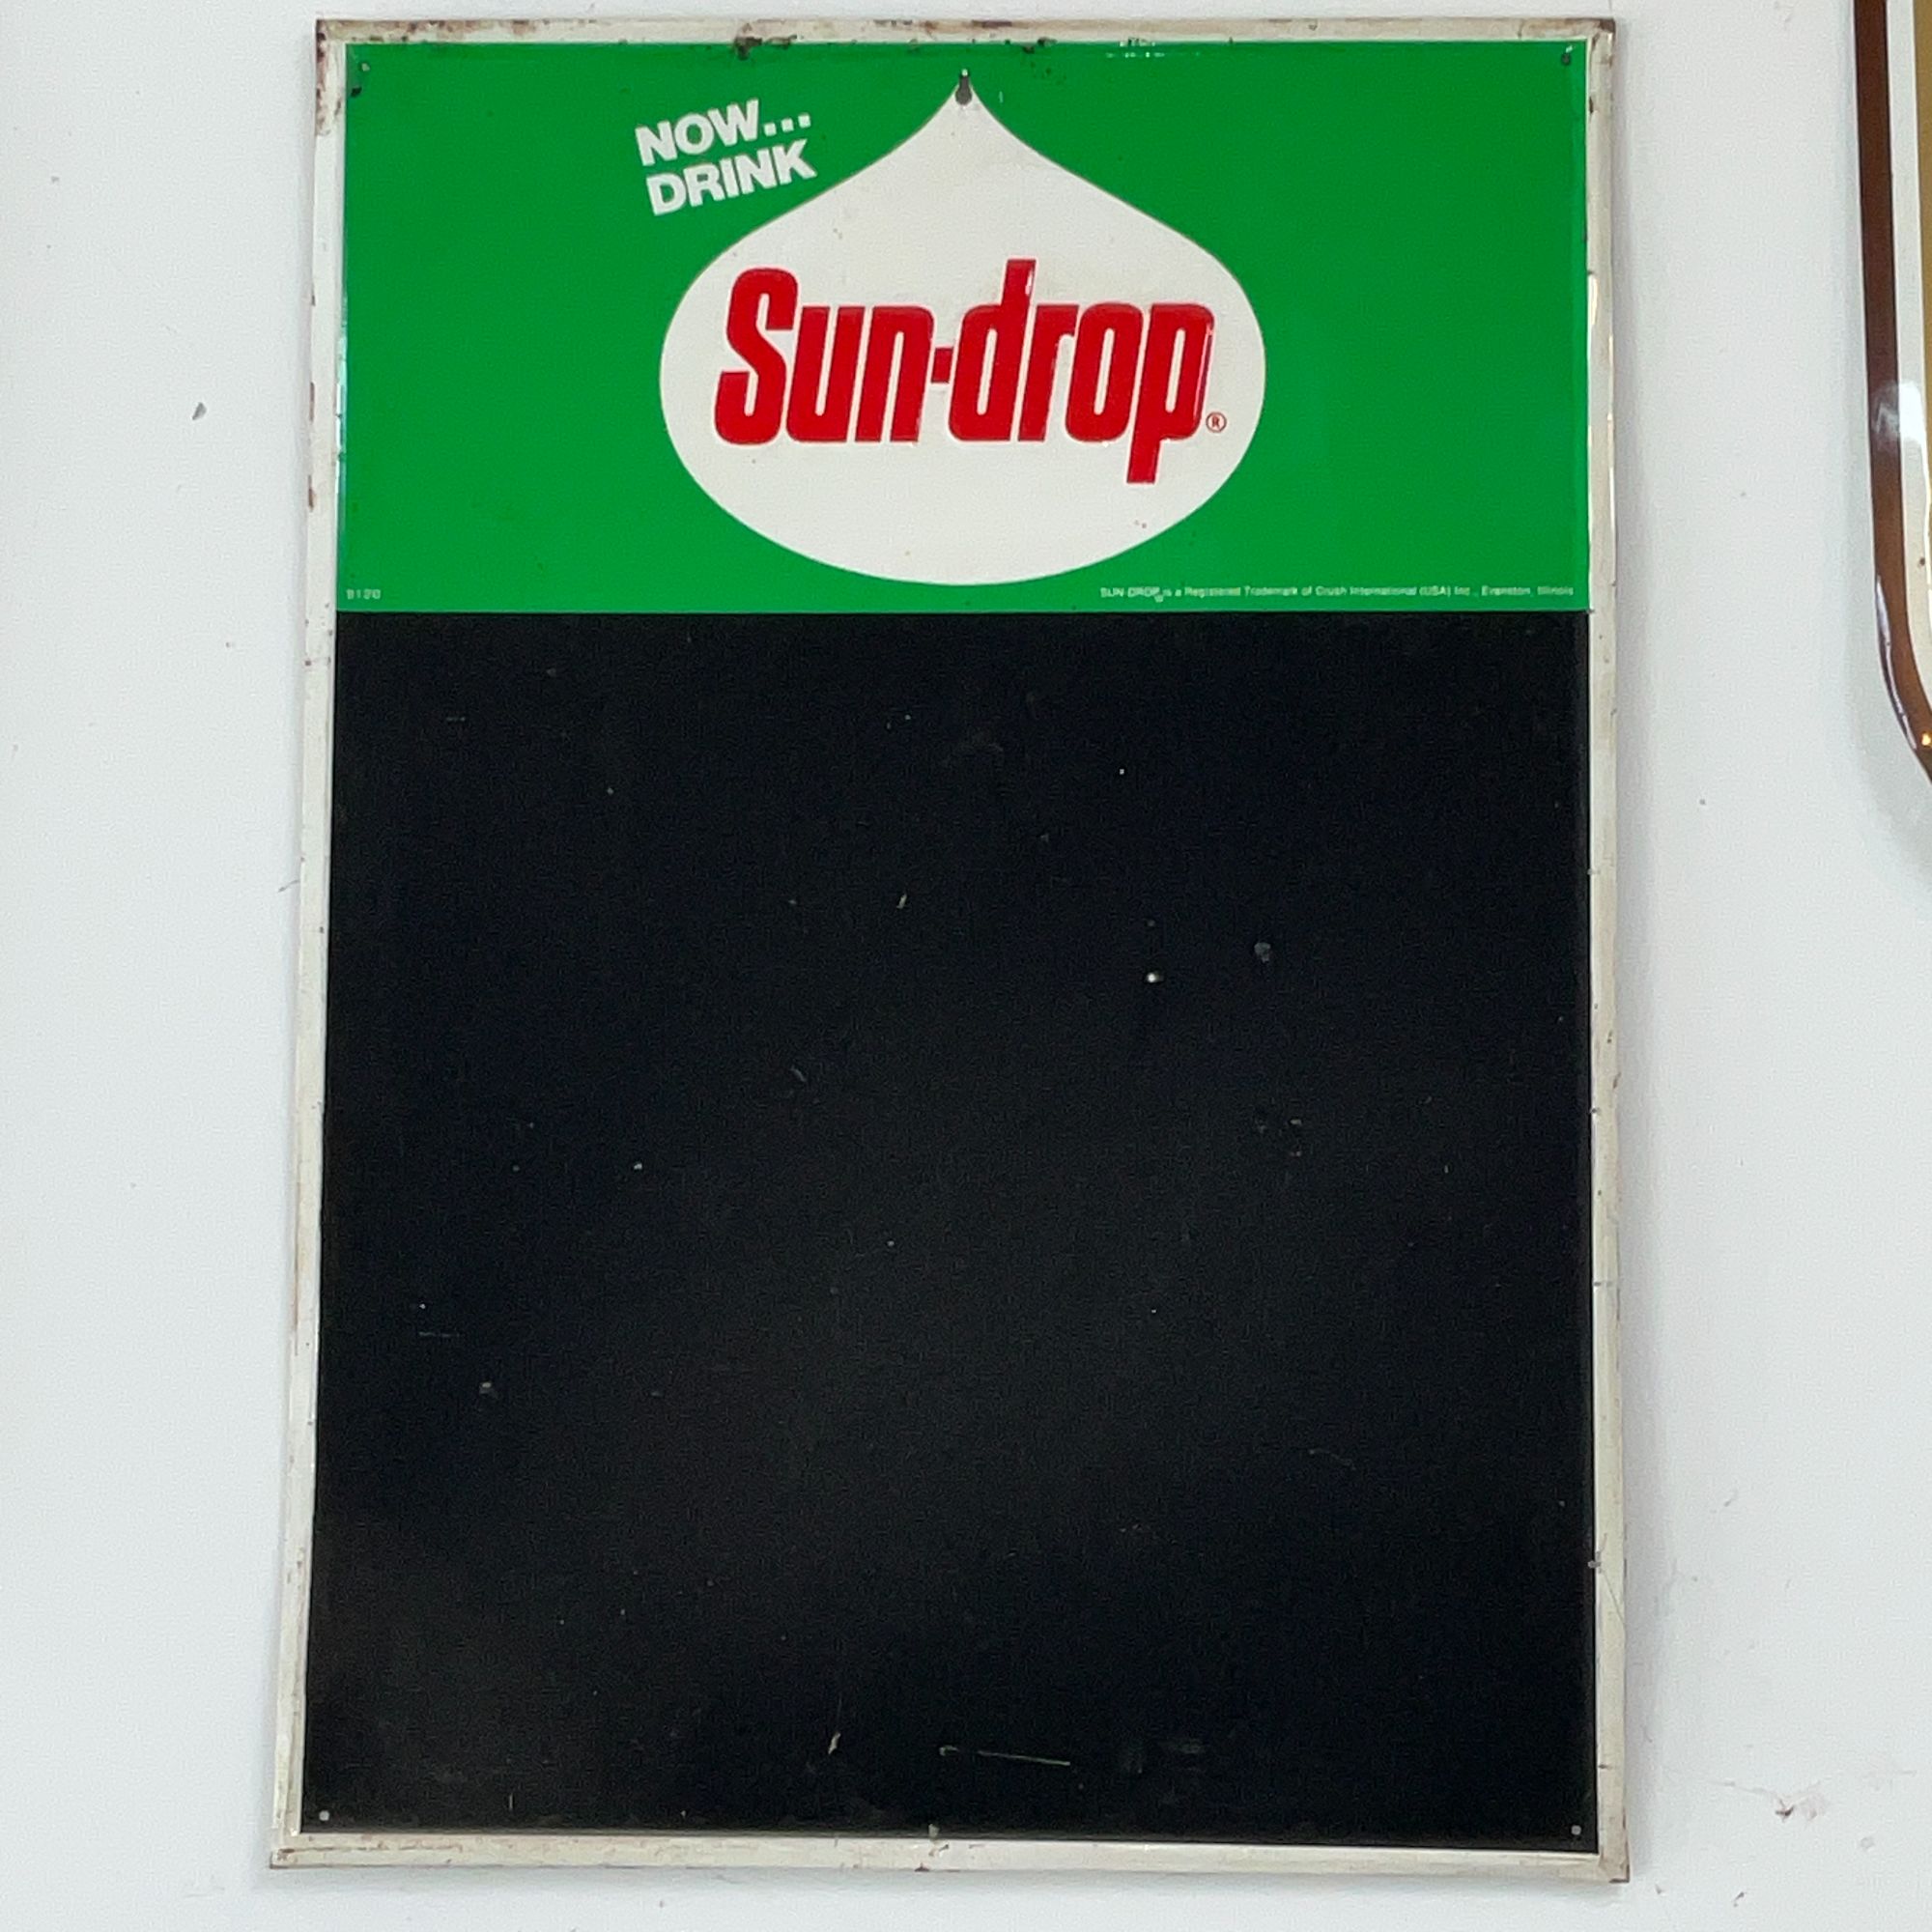 NOW...
DRINK
Sun-drop®
SUN-DROP is a Registered Trademark of Crush International (USA) Inc., Evanston, Illinois